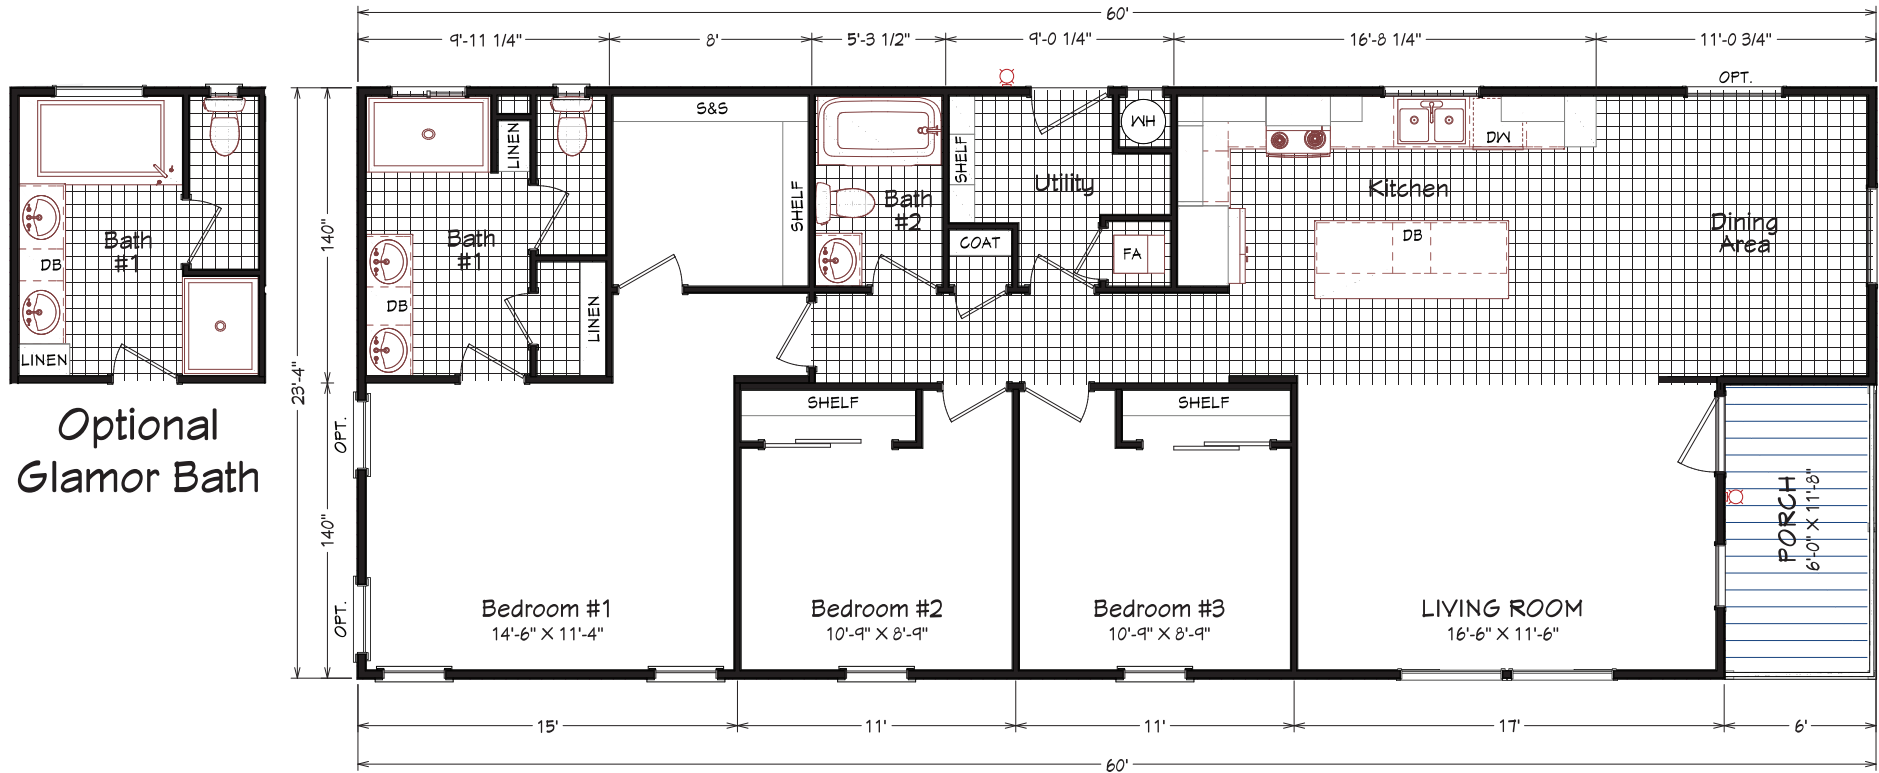 60'
9'-11 1/4"
8'
5'-3 1/2"
9'-0 1/4"
16'-8 1/4"
11'-0 3/4"
OPT.
S&S
LINEN
SHELF
SHELF
WH
DW
Utility
Kitchen
Bath
#2
Dining
Area
DB
COAT
FA
Bath
#1
DB
LINEN
Bath
#1
DB
LINEN
140"
23'-4"
140"
Optional
Glamor Bath
OPT.
OPT.
SHELF
SHELF
PORCH
6'-0" X 11'-8"
Bedroom #1
14'-6" X 11'-4"
Bedroom #2
10'-9" X 8'-9"
Bedroom #3
10'-9" X 8'-9"
LIVING ROOM
16'-6" X 11'-6"
15'
11'
11'
17'
6'
60'